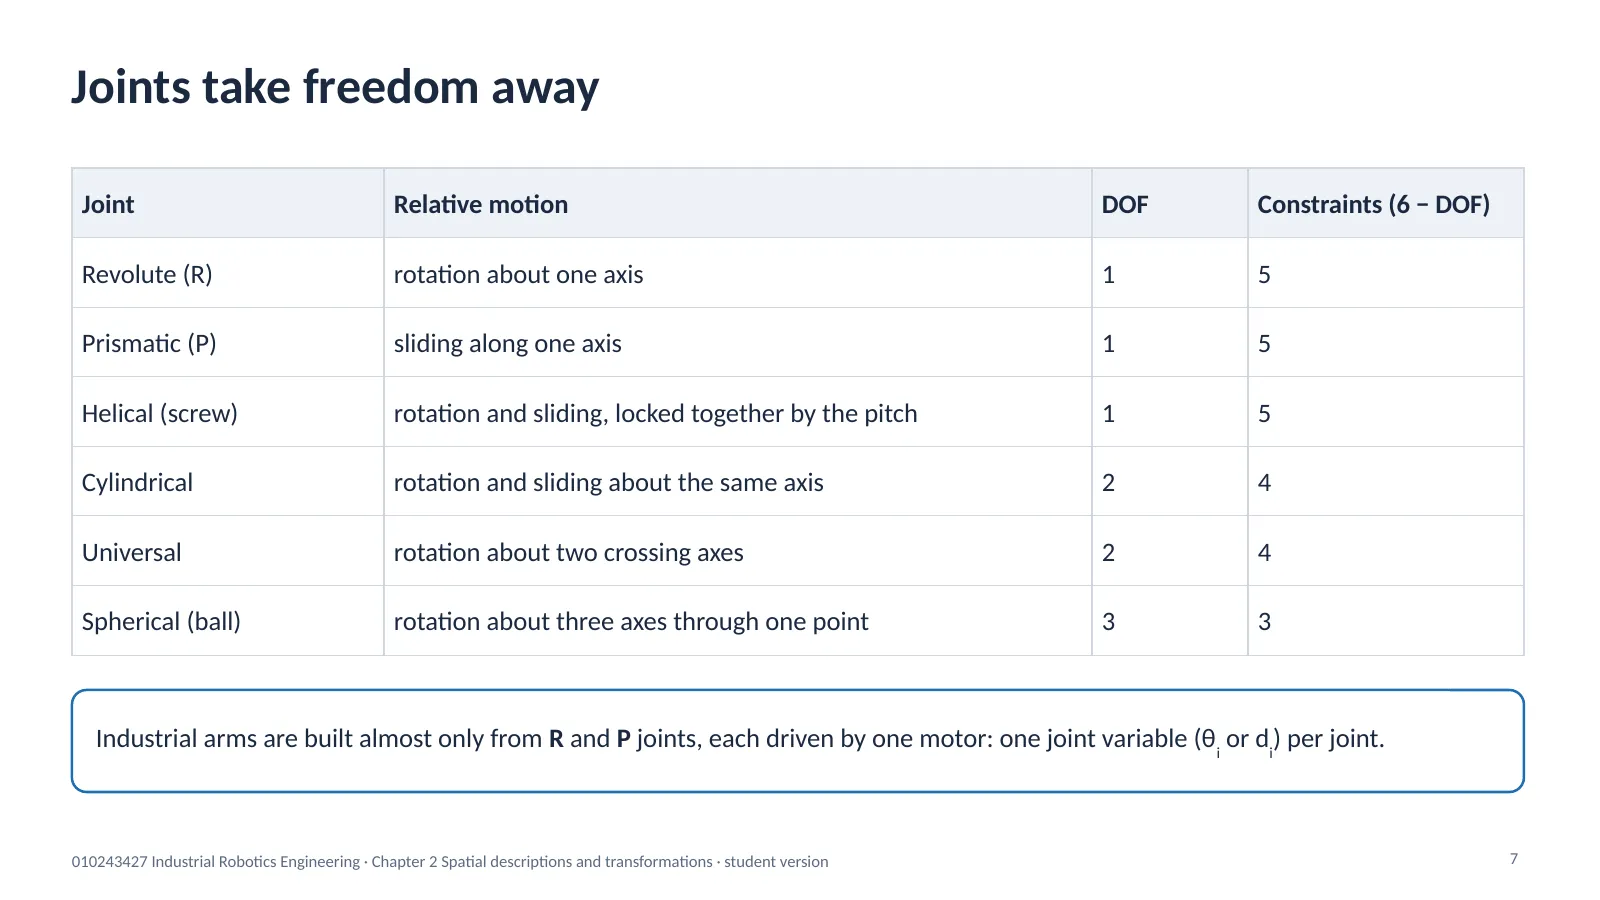 Joints take freedom away
Joint Relative motion DOF Constraints (6 − DOF)
Revolute (R) rotation about one axis 1 5
Prismatic (P) sliding along one axis 1 5
Helical (screw) rotation and sliding, locked together by the pitch 1 5
Cylindrical rotation and sliding about the same axis 2 4
Universal rotation about two crossing axes 2 4
Spherical (ball) rotation about three axes through one point 3 3
Industrial arms are built almost only from R and P joints, each driven by one motor: one joint variable (θi or di) per joint.
010243427 Industrial Robotics Engineering · Chapter 2 Spatial descriptions and transformations · student version 7